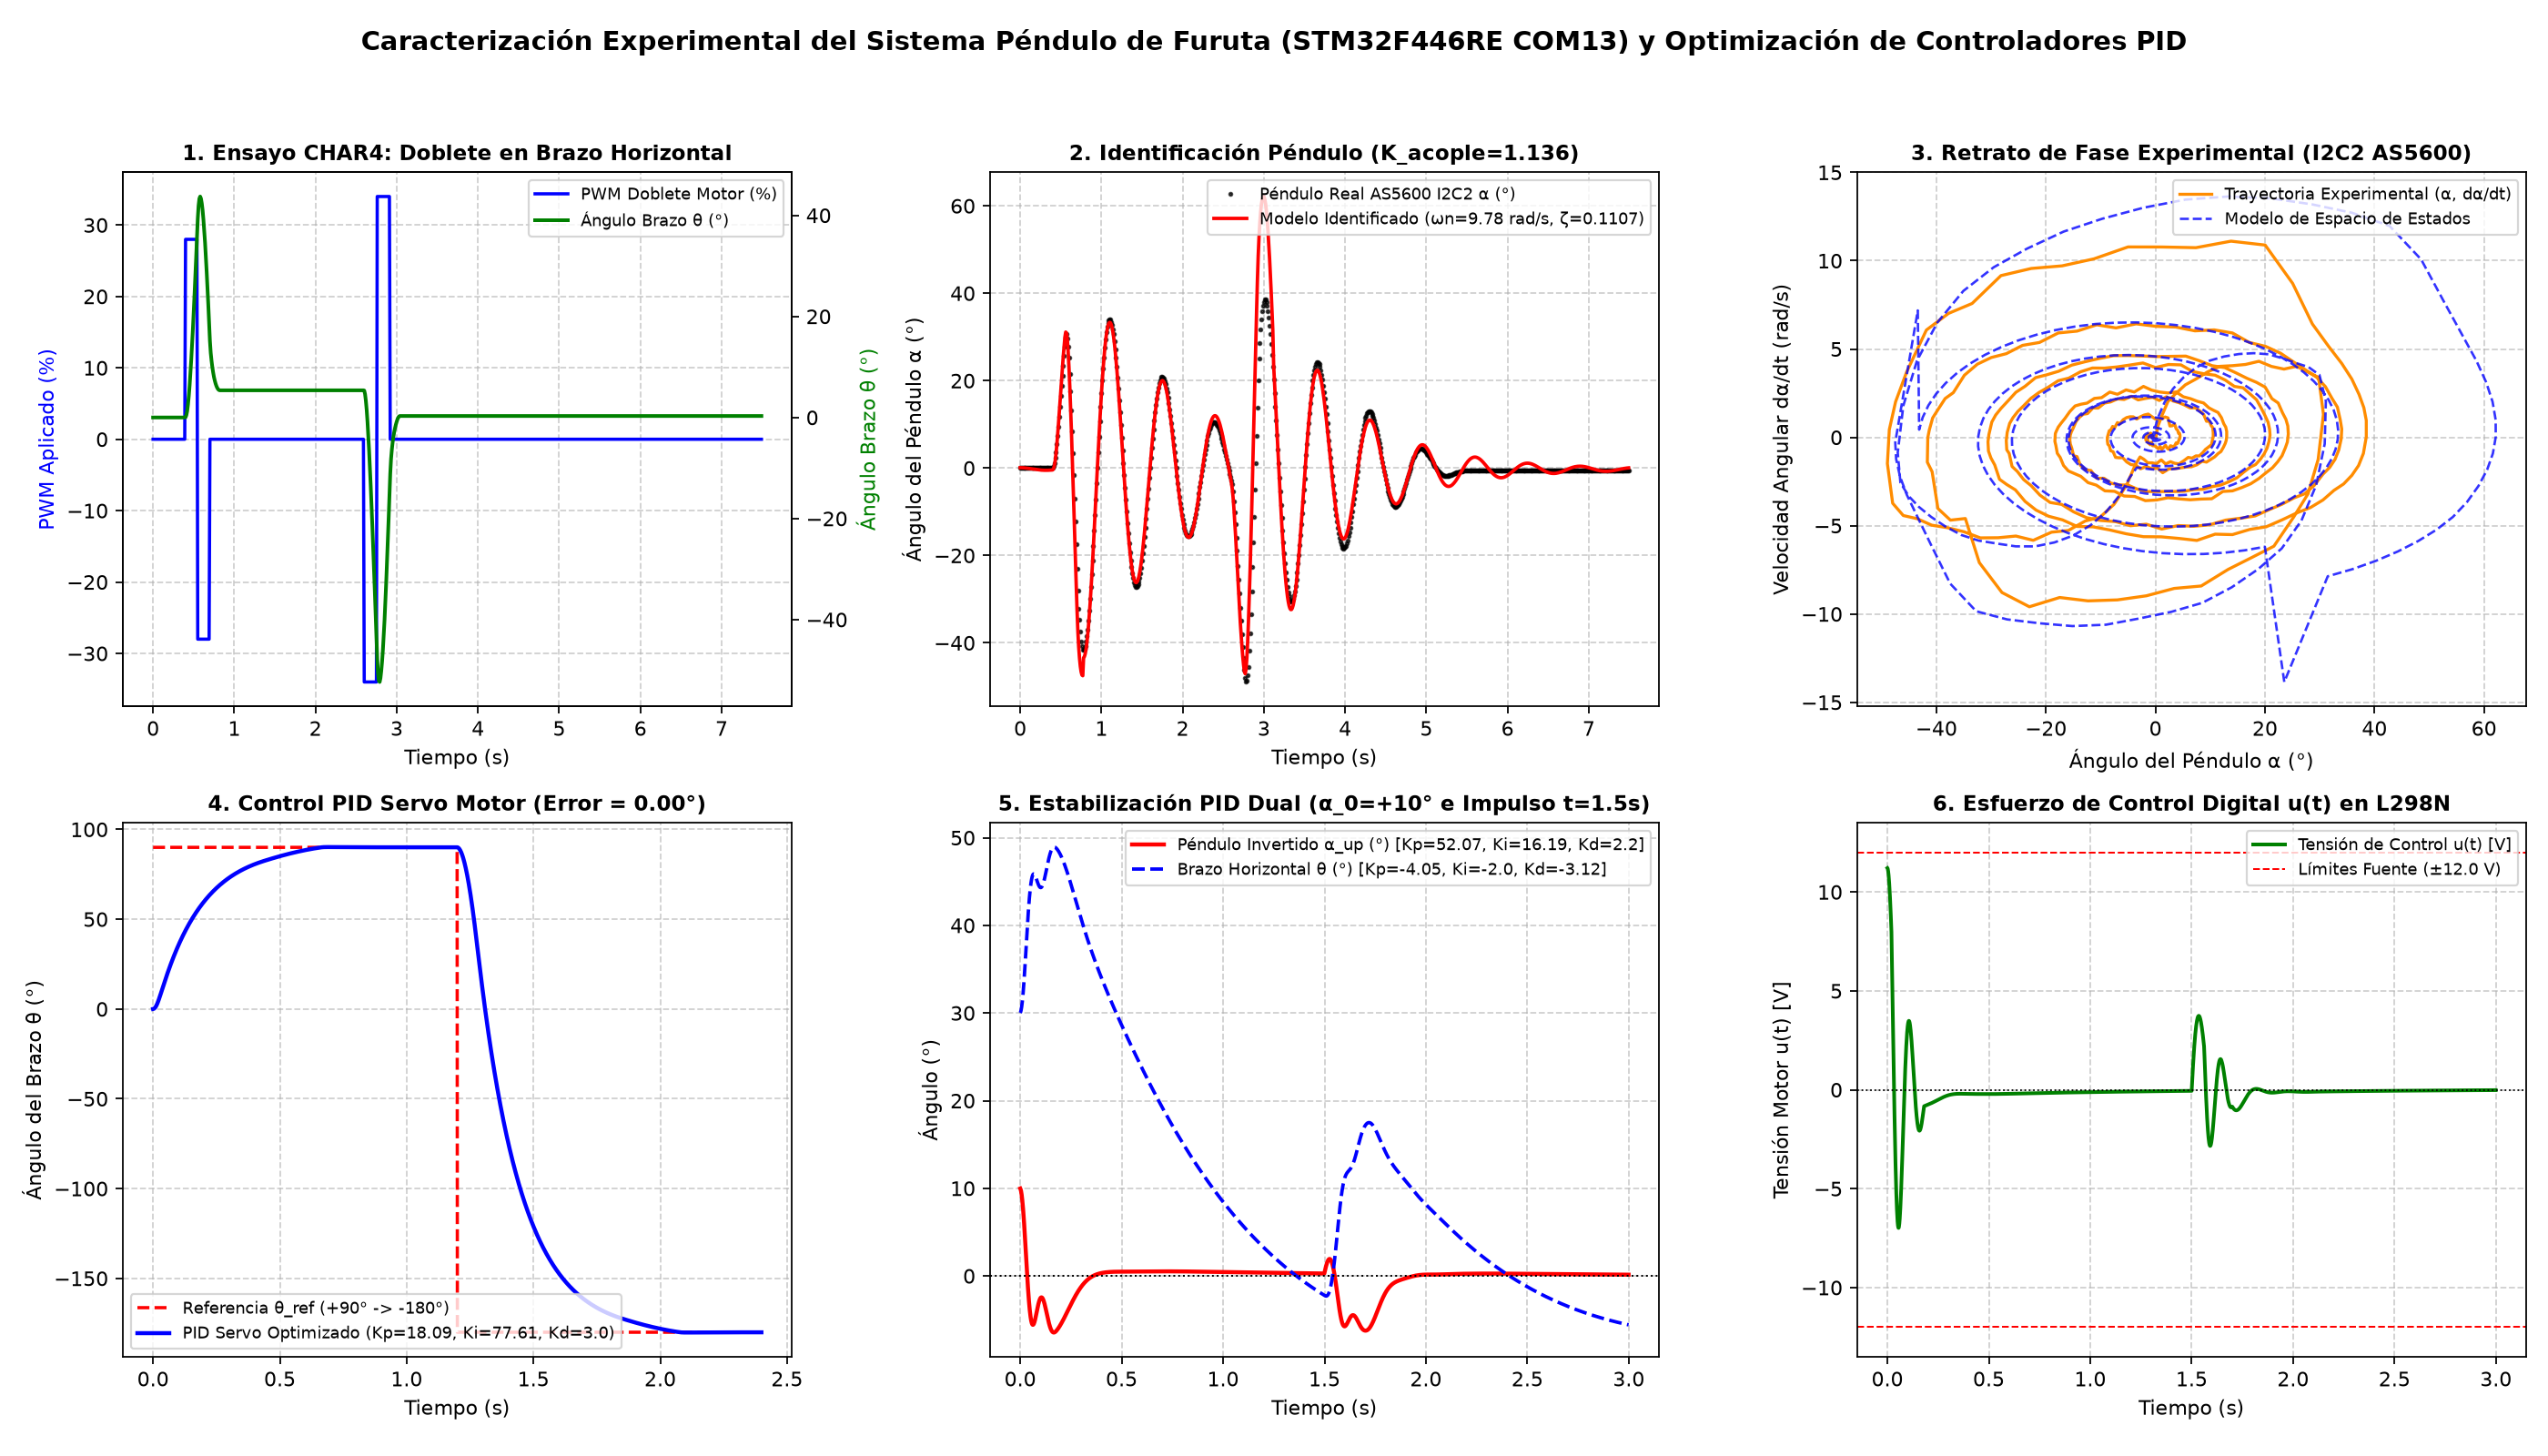 Caracterización Experimental del Sistema Péndulo de Furuta (STM32F446RE COM13) y Optimización de Controladores PID
1. Ensayo CHAR4: Doblete en Brazo Horizontal
PWM Doblete Motor (%)
Ángulo Brazo θ (°)
PWM Aplicado (%)
30
20
10
0
−10
−20
−30
40
20
0
−20
−40
Ángulo Brazo θ (°)
0 1 2 3 4 5 6 7
Tiempo (s)
2. Identificación Péndulo (K_acople=1.136)
Péndulo Real AS5600 I2C2 α (°)
Modelo Identificado (ωn=9.78 rad/s, ζ=0.1107)
Ángulo del Péndulo α (°)
60
40
20
0
−20
−40
0 1 2 3 4 5 6 7
Tiempo (s)
3. Retrato de Fase Experimental (I2C2 AS5600)
Trayectoria Experimental (α, dα/dt)
Modelo de Espacio de Estados
Velocidad Angular dα/dt (rad/s)
15
10
5
0
−5
−10
−15
−40 −20 0 20 40 60
Ángulo del Péndulo α (°)
4. Control PID Servo Motor (Error = 0.00°)
Ángulo del Brazo θ (°)
100
50
0
−50
−100
−150
Referencia θ_ref (+90° -> -180°)
PID Servo Optimizado (Kp=18.09, Ki=77.61, Kd=3.0)
0.0 0.5 1.0 1.5 2.0 2.5
Tiempo (s)
5. Estabilización PID Dual (α_0=+10° e Impulso t=1.5s)
Péndulo Invertido α_up (°) [Kp=52.07, Ki=16.19, Kd=2.2]
Brazo Horizontal θ (°) [Kp=-4.05, Ki=-2.0, Kd=-3.12]
Ángulo (°)
50
40
30
20
10
0
0.0 0.5 1.0 1.5 2.0 2.5 3.0
Tiempo (s)
6. Esfuerzo de Control Digital u(t) en L298N
Tensión de Control u(t) [V]
Límites Fuente (±12.0 V)
Tensión Motor u(t) [V]
10
5
0
−5
−10
0.0 0.5 1.0 1.5 2.0 2.5 3.0
Tiempo (s)